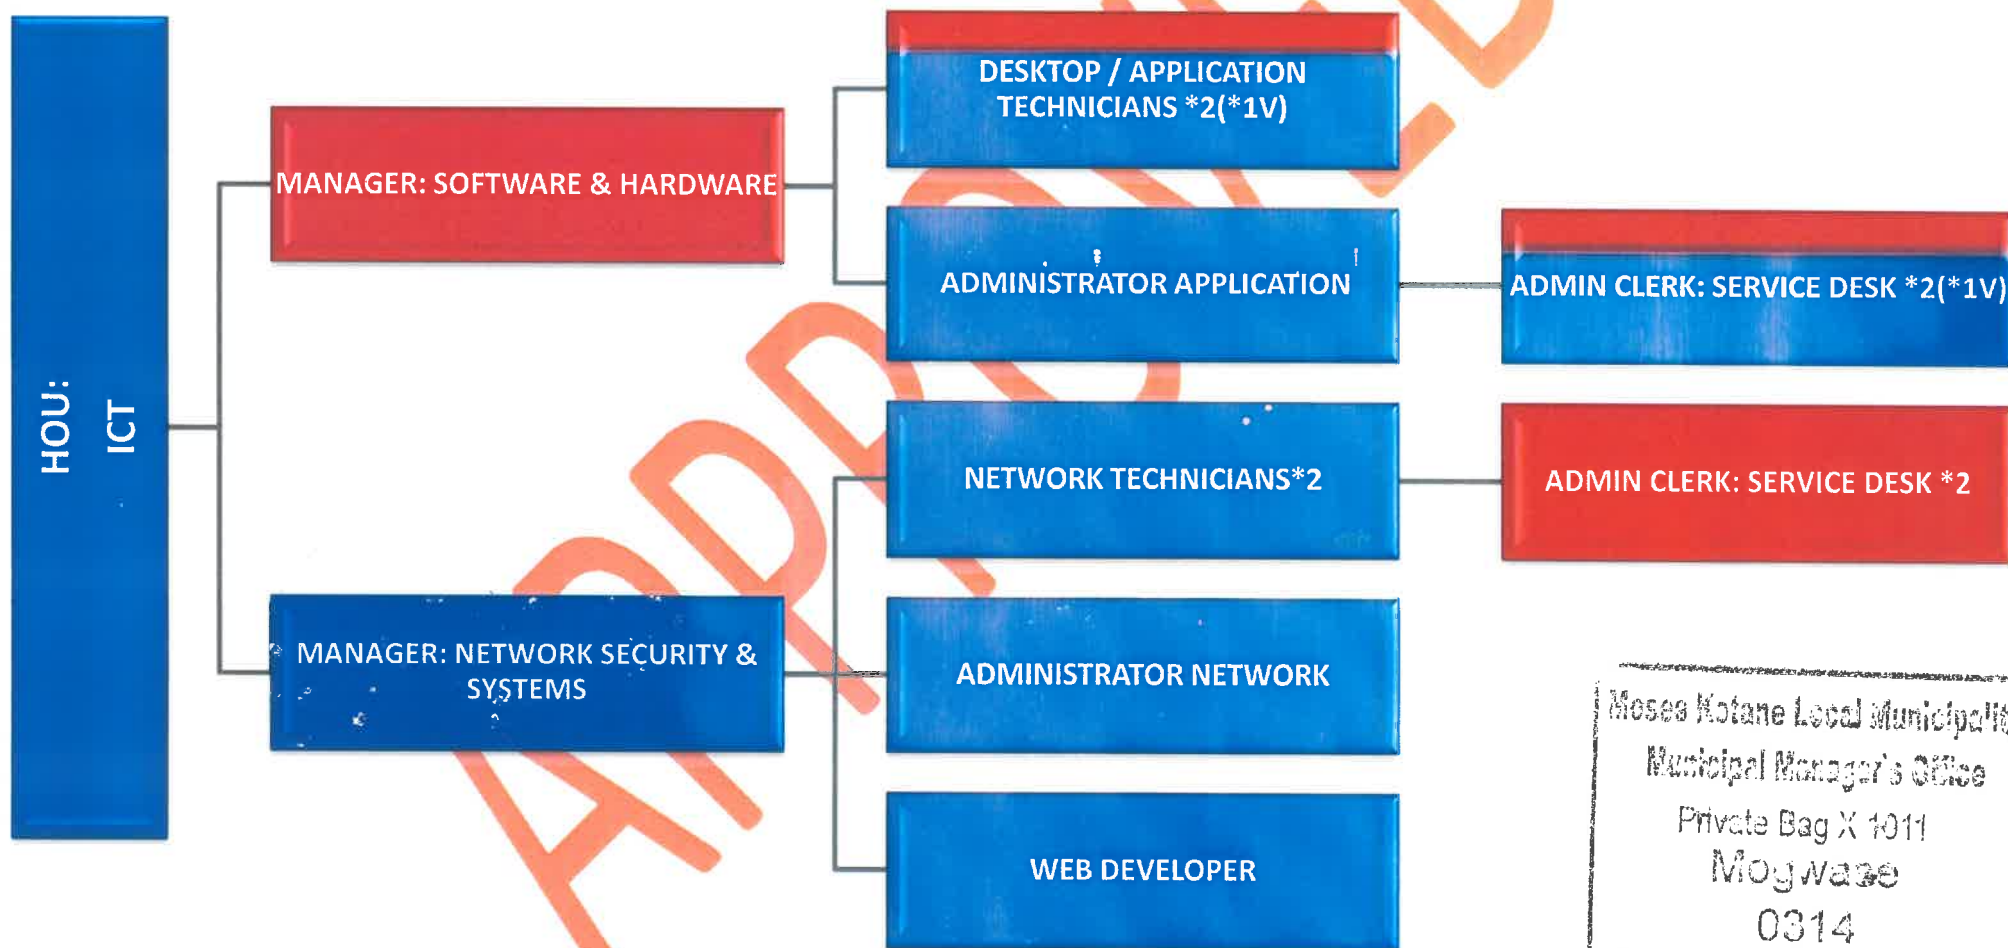 HOU:
ICT
MANAGER: SOFTWARE & HARDWARE
MANAGER: NETWORK SECURITY &
SYSTEMS
DESKTOP / APPLICATION
TECHNICIANS *2(*1V)
ADMINISTRATOR APPLICATION
NETWORK TECHNICIANS*2
ADMINISTRATOR NETWORK
WEB DEVELOPER
ADMIN CLERK: SERVICE DESK *2(*1V)
ADMIN CLERK: SERVICE DESK *2
APPROVED
Moses Kotane Local
Municipal Manager's Office
Private Bag X 1011
Mogwase
0314